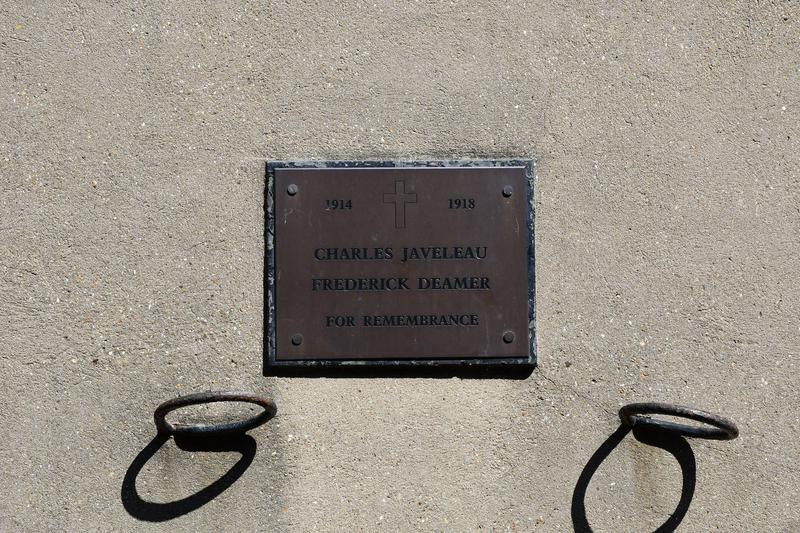 1914 1918
CHARLES JAVELEAU
FREDERICK DEAMER
FOR REMEMBRANCE